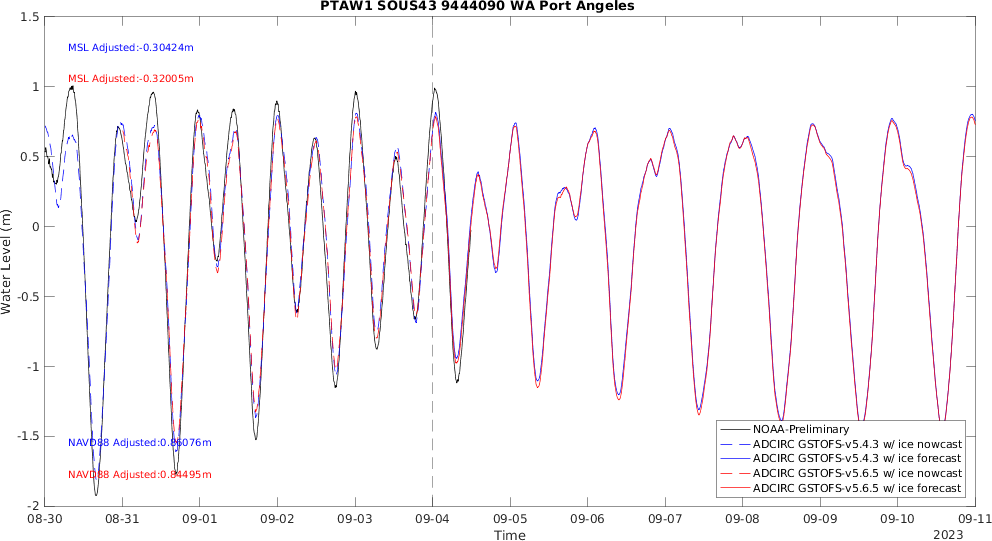 PTAW1 SOUS43 9444090 WA Port Angeles
Water Level (m)
1.5
1
0.5
0
-0.5
-1
-1.5
-2
MSL Adjusted:-0.30424m
MSL Adjusted:-0.32005m
NAVD88 Adjusted:0.86076m
NAVD88 Adjusted:0.84495m
NOAA-Preliminary
ADCIRC GSTOFS-v5.4.3 w/ ice nowcast
ADCIRC GSTOFS-v5.4.3 w/ ice forecast
ADCIRC GSTOFS-v5.6.5 w/ ice nowcast
ADCIRC GSTOFS-v5.6.5 w/ ice forecast
08-30 08-31 09-01 09-02 09-03 09-04 09-05 09-06 09-07 09-08 09-09 09-10 09-11
Time
2023